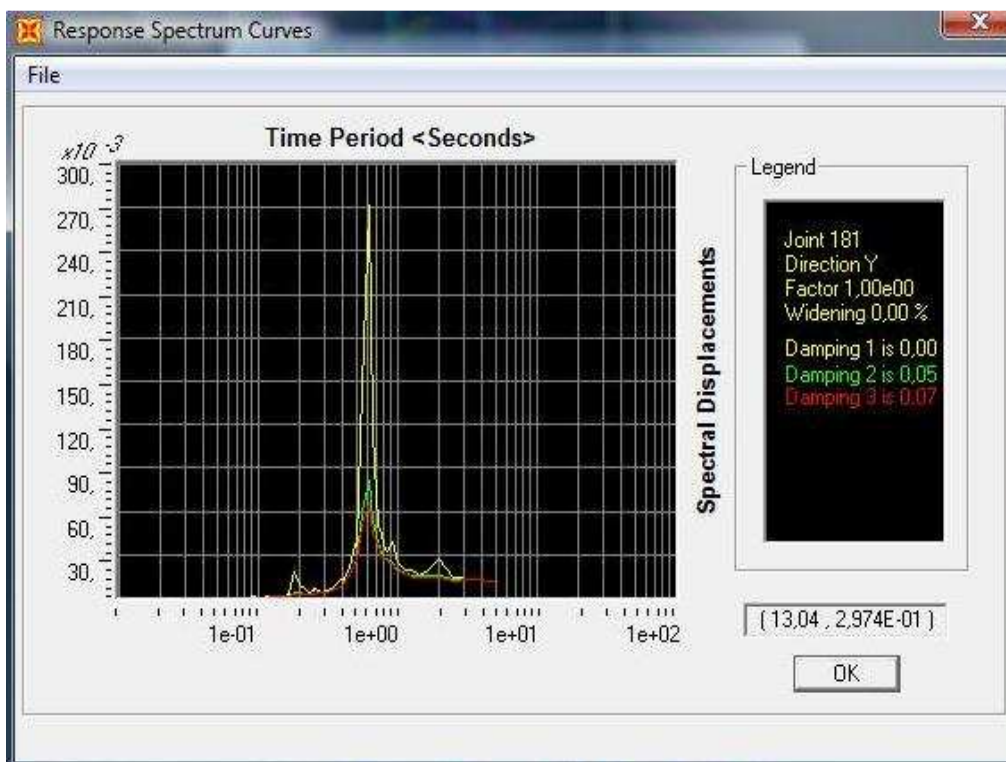 Response Spectrum Curves
File
Time Period <Seconds>
x10 -3
300,
270,
240,
210,
180,
150,
120,
90,
60,
30,
1e-01 1e+00 1e+01 1e+02
Spectral Displacements
Legend
Joint 181
Direction Y
Factor 1,00e00
Widening 0,00 %
Damping 1 is 0,00
Damping 2 is 0,05
Damping 3 is 0,07
( 13,04 , 2,974E-01 )
OK